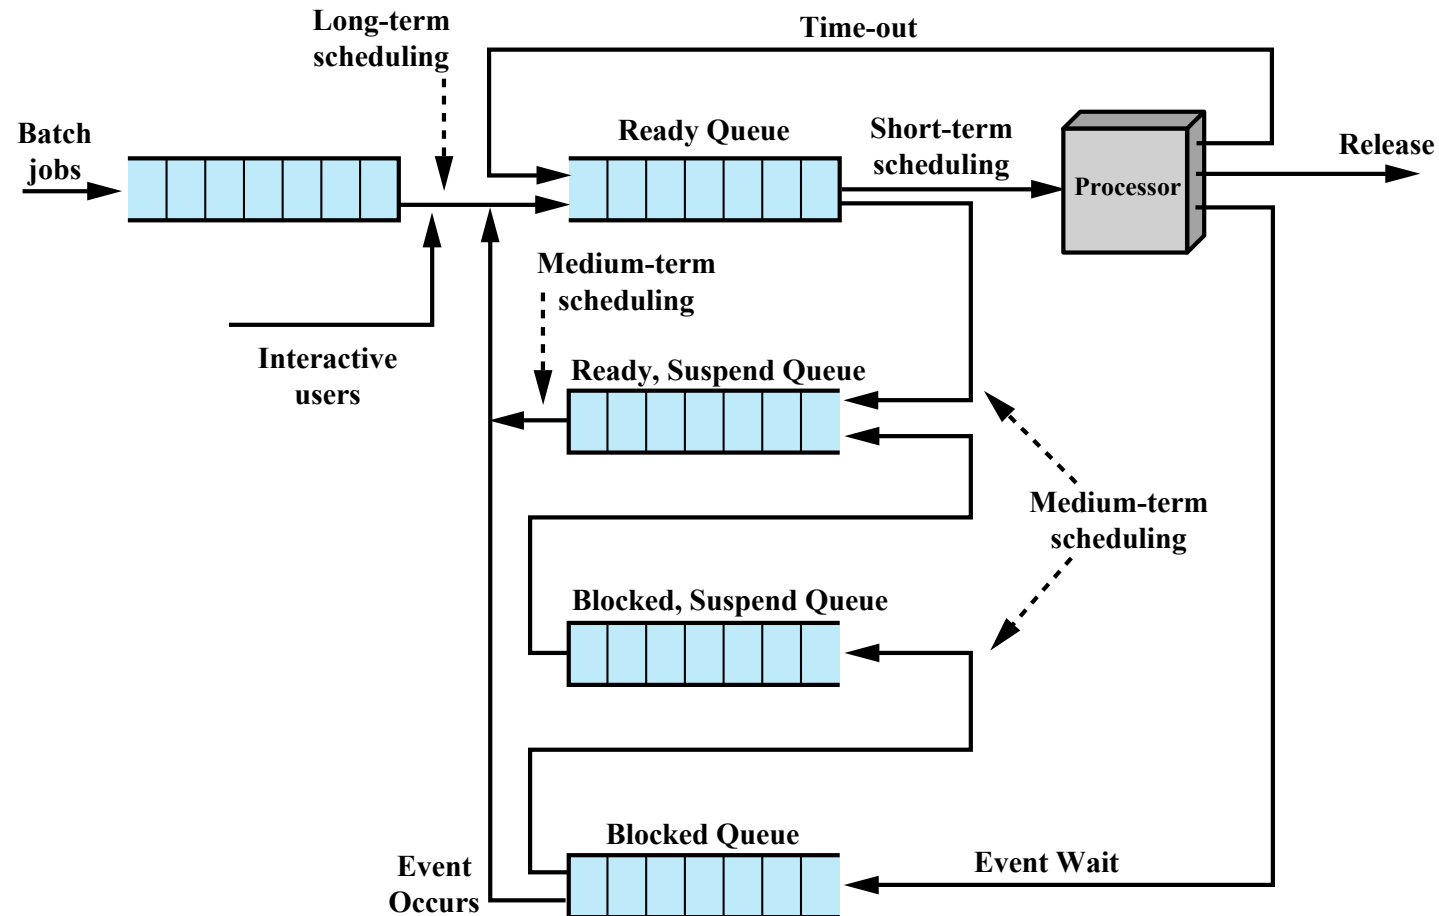 Long-term
scheduling
Time-out
Batch
jobs
Ready Queue
Short-term
scheduling
Processor
Release
Medium-term
scheduling
Interactive
users
Ready, Suspend Queue
Medium-term
scheduling
Blocked, Suspend Queue
Blocked Queue
Event
Occurs
Event Wait